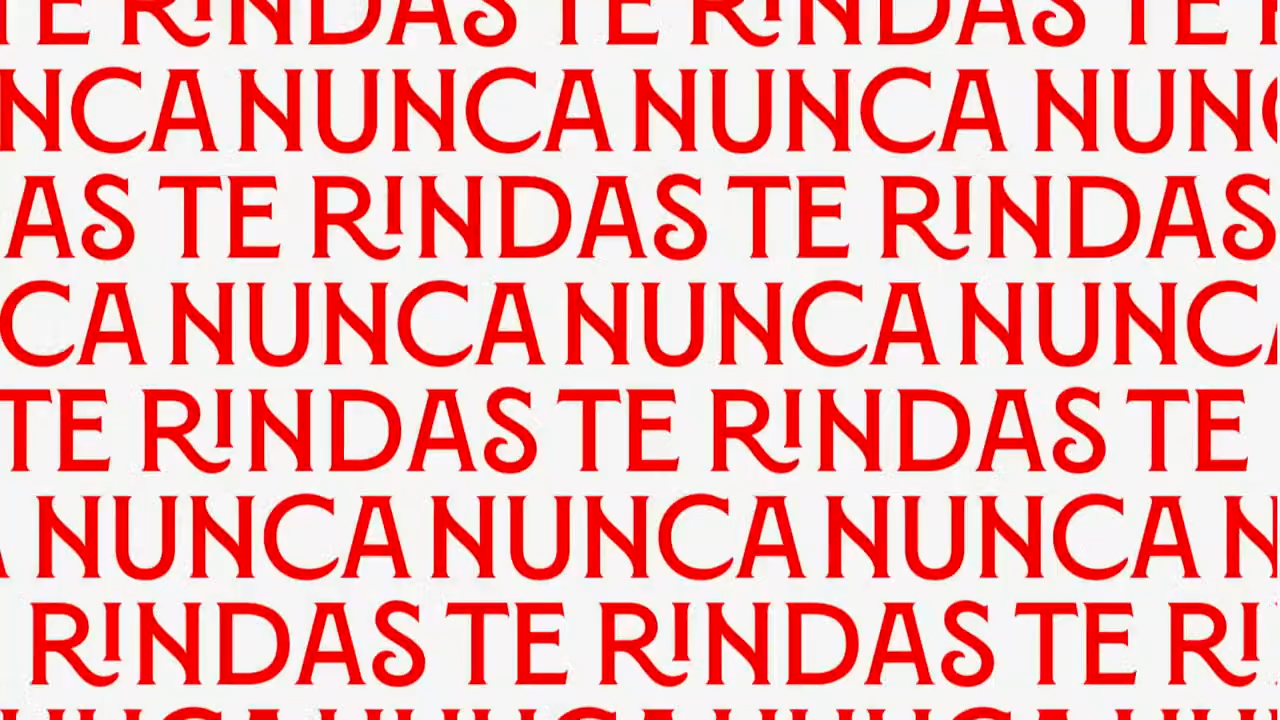 TE RINDAS TE RINDAS TE
NCA NUNCA NUNCA NUNC
AS TE RINDAS TE RINDAS
CA NUNCA NUNCA NUNCA
TE RINDAS TE RINDAS TE
A NUNCA NUNCA NUNCA N
RINDAS TE RINDAS TE RI